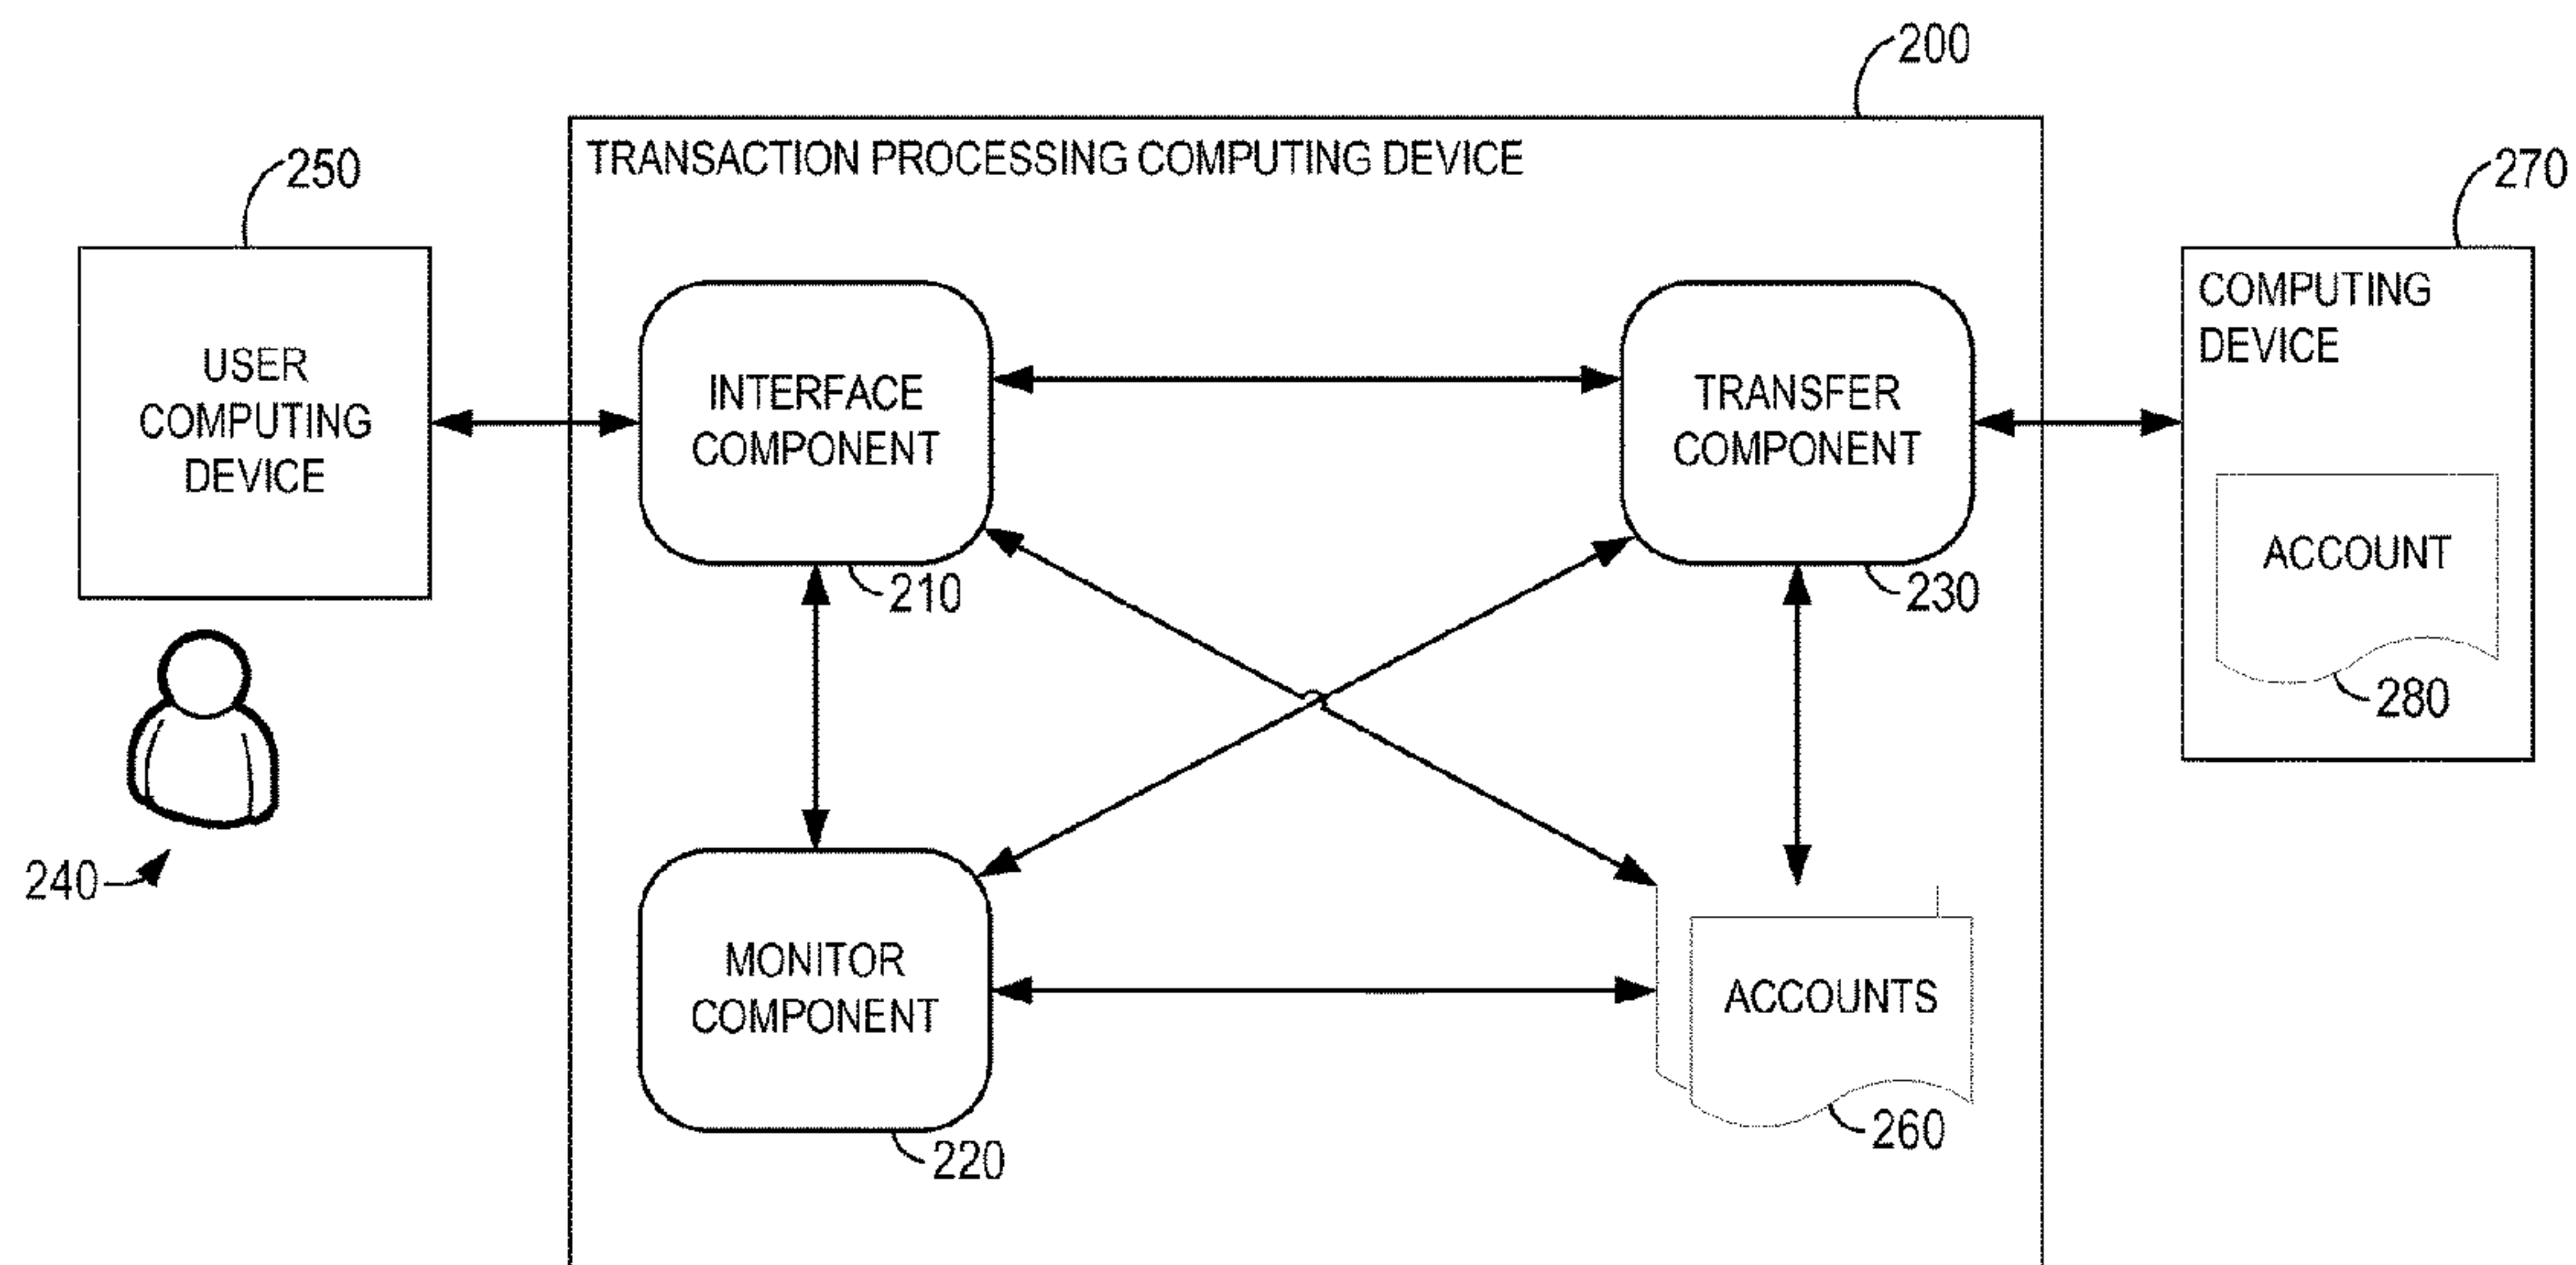 200
TRANSACTION PROCESSING COMPUTING DEVICE
250
270
USER
COMPUTING
DEVICE
INTERFACE
COMPONENT
210
TRANSFER
COMPONENT
230
COMPUTING
DEVICE
ACCOUNT
280
240
MONITOR
COMPONENT
220
ACCOUNTS
260